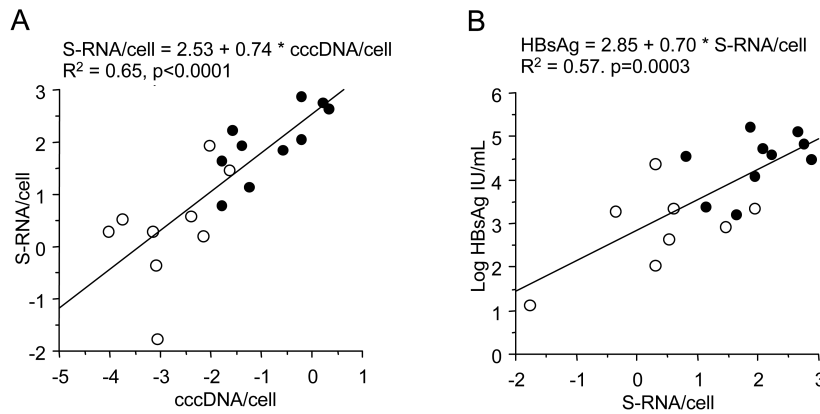 A
S-RNA/cell = 2.53 + 0.74 * cccDNA/cell
R² = 0.65, p<0.0001
3
2
1
0
-1
-2
S-RNA/cell
-5
-4
-3
-2
-1
0
1
cccDNA/cell
B
HBsAg = 2.85 + 0.70 * S-RNA/cell
R² = 0.57. p=0.0003
6
5
4
3
2
1
0
Log HBsAg IU/mL
-2
-1
0
1
2
3
S-RNA/cell